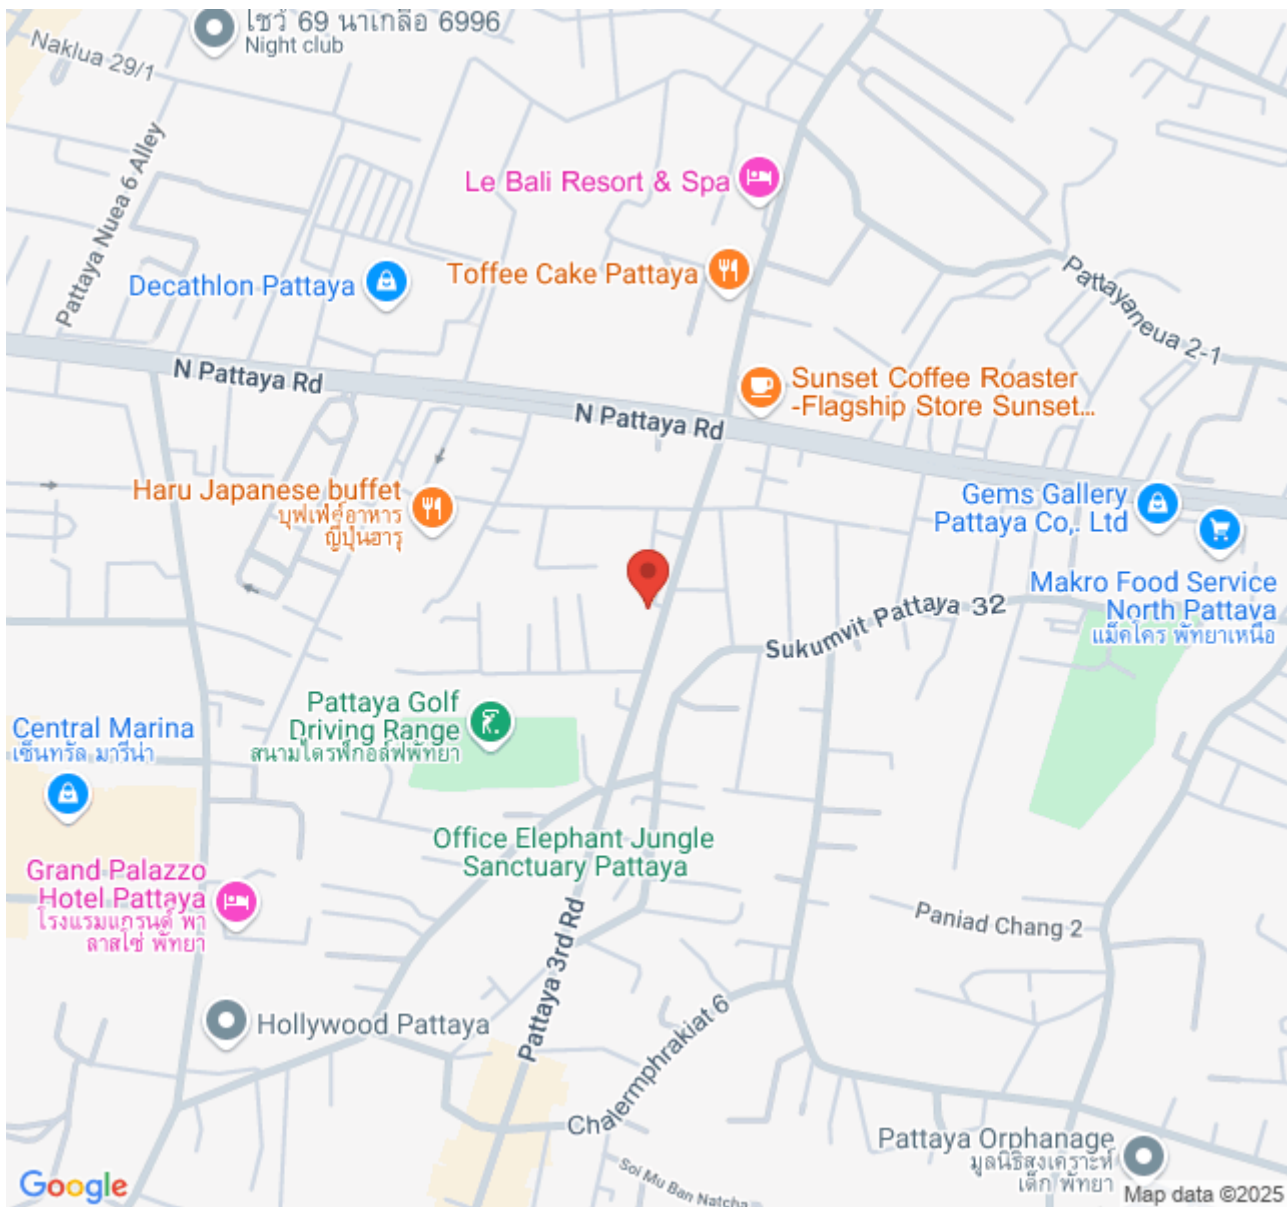 โชว์ 69 นาเกลือ 6996
Night club
Naklua 29/1
Pattaya Nuea 6 Alley
Le Bali Resort & Spa
Toffee Cake Pattaya
Decathlon Pattaya
Pattayaneua 2-1
N Pattaya Rd
Sunset Coffee Roaster
-Flagship Store Sunset...
N Pattaya Rd
Haru Japanese buffet
บุฟเฟ่ต์อาหาร
ญี่ปุ่นฮารุ
Gems Gallery
Pattaya Co,. Ltd
Makro Food Service
North Pattaya
แม็คโคร พัทยาเหนือ
Sukumvit Pattaya 32
Pattaya Golf
Driving Range
สนามไดรฟ์กอล์ฟพัทยา
Central Marina
เซ็นทรัล มารีน่า
Office Elephant Jungle
Sanctuary Pattaya
Grand Palazzo
Hotel Pattaya
โรงแรมแกรนด์ พา
ลาสโซ่ พัทยา
Paniad Chang 2
Pattaya 3rd Rd
Hollywood Pattaya
Chalermphrakiat 6
Pattaya Orphanage
มูลนิธิสงเคราะห์
เด็ก พัทยา
Soi Mu Ban Natcha
Google
Map data ©2025